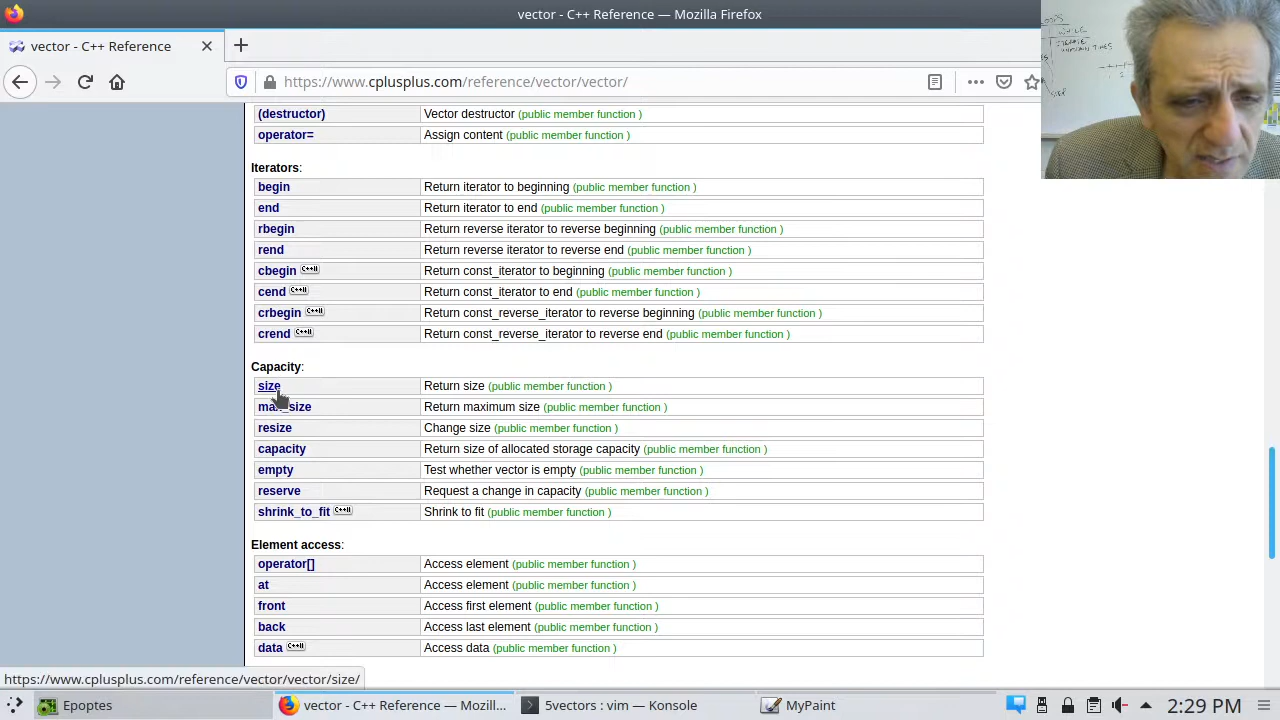 vector - C++ Reference — Mozilla Firefox
vector - C++ Reference
https://www.cplusplus.com/reference/vector/vector/
(destructor) Vector destructor (public member function )
operator= Assign content (public member function )
Iterators:
begin Return iterator to beginning (public member function )
end Return iterator to end (public member function )
rbegin Return reverse iterator to reverse beginning (public member function )
rend Return reverse iterator to reverse end (public member function )
cbegin C++11 Return const_iterator to beginning (public member function )
cend C++11 Return const_iterator to end (public member function )
crbegin C++11 Return const_reverse_iterator to reverse beginning (public member function )
crend C++11 Return const_reverse_iterator to reverse end (public member function )
Capacity:
size Return size (public member function )
max_size Return maximum size (public member function )
resize Change size (public member function )
capacity Return size of allocated storage capacity (public member function )
empty Test whether vector is empty (public member function )
reserve Request a change in capacity (public member function )
shrink_to_fit C++11 Shrink to fit (public member function )
Element access:
operator[] Access element (public member function )
at Access element (public member function )
front Access first element (public member function )
back Access last element (public member function )
data C++11 Access data (public member function )
https://www.cplusplus.com/reference/vector/vector/size/
Epoptes
vector - C++ Reference — Mozill...
5vectors : vim — Konsole
MyPaint
2:29 PM